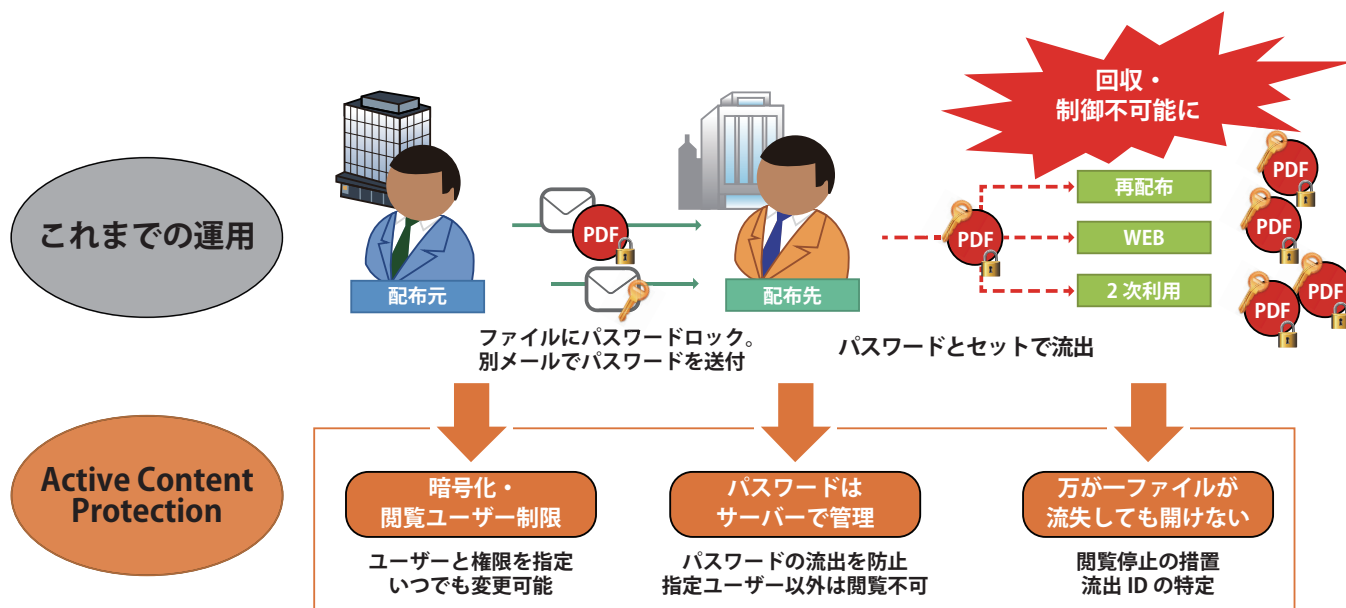 回収・
制御不可能に
これまでの運用
PDF
配布元
配布先
PDF
再配布
WEB
2 次利用
PDF
PDF
PDF
PDF
ファイルにパスワードロック。
別メールでパスワードを送付
パスワードとセットで流出
Active Content
Protection
暗号化・
閲覧ユーザー制限
ユーザーと権限を指定
いつでも変更可能
パスワードは
サーバーで管理
パスワードの流出を防止
指定ユーザー以外は閲覧不可
万が一ファイルが
流失しても開けない
閲覧停止の措置
流出 ID の特定